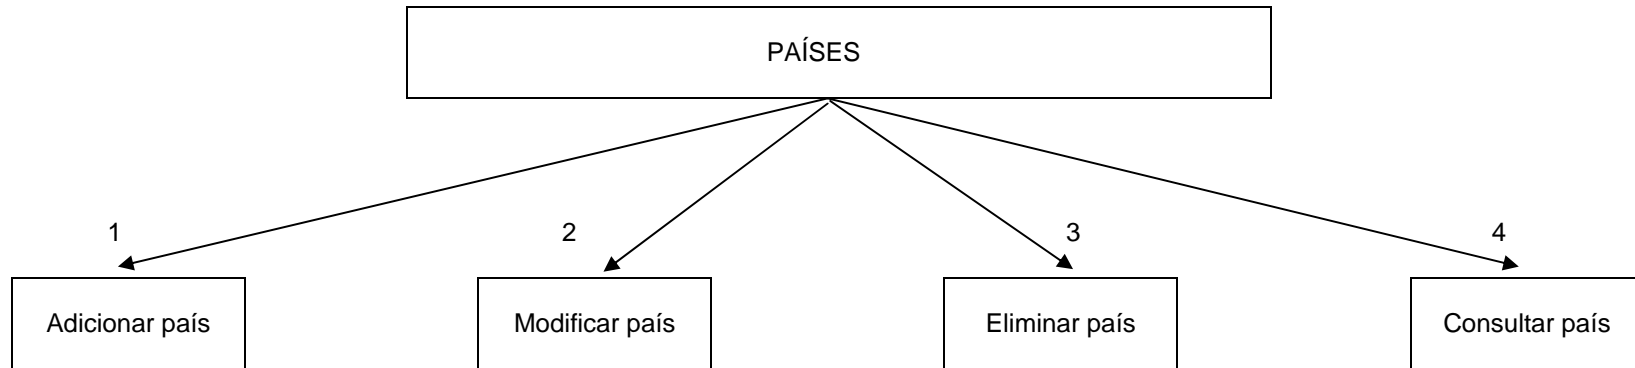 PAÍSES
1
2
3
4
Adicionar país
Modificar país
Eliminar país
Consultar país